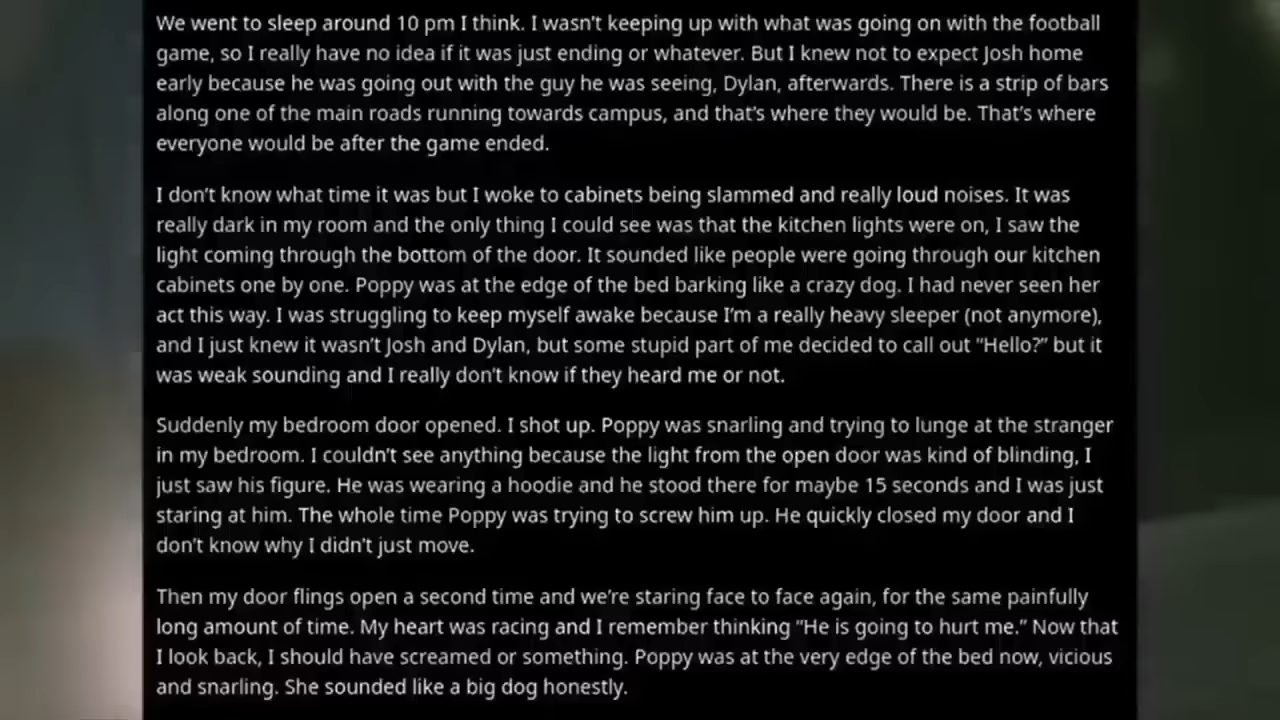 We went to sleep around 10 pm I think. I wasn’t keeping up with what was going on with the football
game, so I really have no idea if it was just ending or whatever. But I knew not to expect Josh home
early because he was going out with the guy he was seeing, Dylan, afterwards. There is a strip of bars
along one of the main roads running towards campus, and that’s where they would be. That’s where
everyone would be after the game ended.
I don’t know what time it was but I woke to cabinets being slammed and really loud noises. It was
really dark in my room and the only thing I could see was that the kitchen lights were on, I saw the
light coming through the bottom of the door. It sounded like people were going through our kitchen
cabinets one by one. Poppy was at the edge of the bed barking like a crazy dog. I had never seen her
act this way. I was struggling to keep myself awake because I’m a really heavy sleeper (not anymore),
and I just knew it wasn’t Josh and Dylan, but some stupid part of me decided to call out “Hello?” but it
was weak sounding and I really don’t know if they heard me or not.
Suddenly my bedroom door opened. I shot up. Poppy was snarling and trying to lunge at the stranger
in my bedroom. I couldn’t see anything because the light from the open door was kind of blinding, I
just saw his figure. He was wearing a hoodie and he stood there for maybe 15 seconds and I was just
staring at him. The whole time Poppy was trying to screw him up. He quickly closed my door and I
don’t know why I didn’t just move.
Then my door flings open a second time and we’re staring face to face again, for the same painfully
long amount of time. My heart was racing and I remember thinking “He is going to hurt me.” Now that
I look back, I should have screamed or something. Poppy was at the very edge of the bed now, vicious
and snarling. She sounded like a big dog honestly.